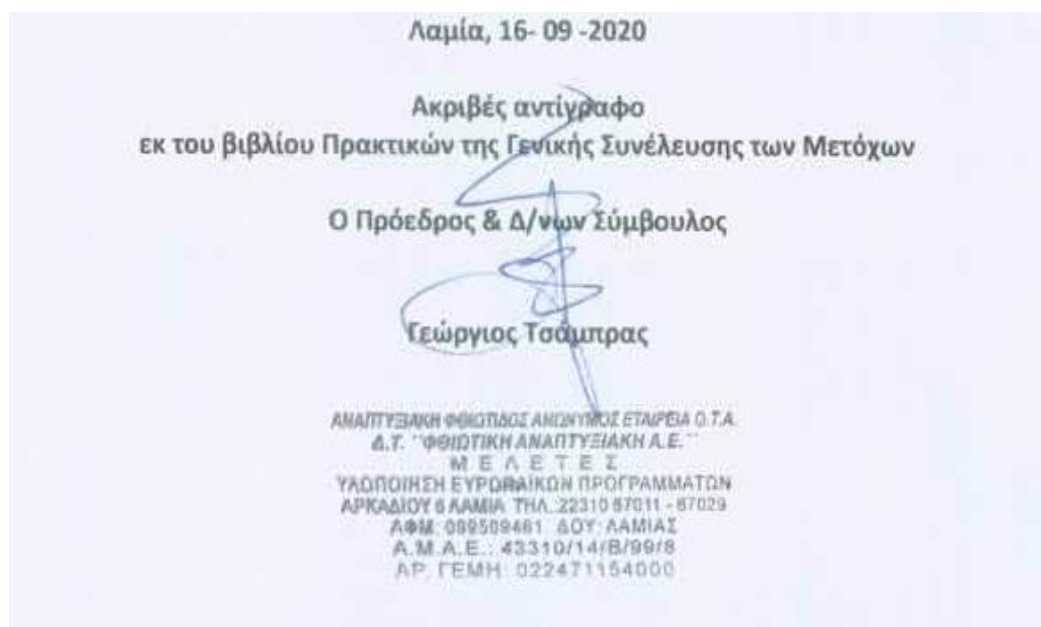 Λαμία, 16- 09 -2020
Ακριβές αντίγραφο
εκ του βιβλίου Πρακτικών της Γενικής Συνέλευσης των Μετόχων
Ο Πρόεδρος & Δ/νων Σύμβουλος
Γεώργιος Τσάμπρας
ΑΝΑΠΤΥΞΙΑΚΗ ΦΘΙΩΤΙΔΟΣ ΑΝΩΝΥΜΟΣ ΕΤΑΙΡΕΙΑ Ο.Τ.Α.
Δ.Τ. "ΦΘΙΩΤΙΚΗ ΑΝΑΠΤΥΞΙΑΚΗ Α.Ε."
ΜΕΛΕΤΕΣ
ΥΛΟΠΟΙΗΣΗ ΕΥΡΩΠΑΪΚΩΝ ΠΡΟΓΡΑΜΜΑΤΩΝ
ΑΡΚΑΔΙΟΥ 6 ΛΑΜΙΑ ΤΗΛ.:22310 67011 - 67029
ΑΦΜ: 099509461 ΔΟΥ: ΛΑΜΙΑΣ
Α.Μ.Α.Ε.: 43310/14/Β/99/8
ΑΡ. ΓΕΜΗ: 022471154000